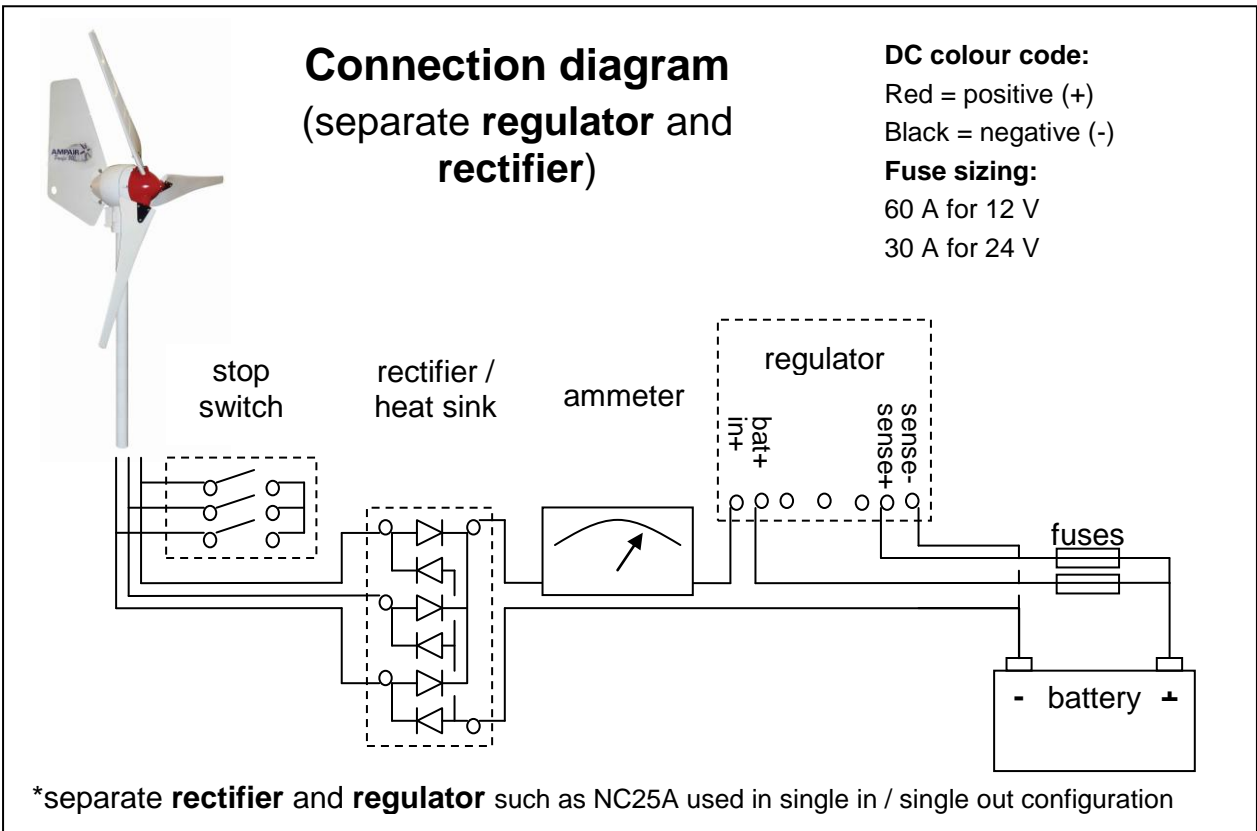 Connection diagram
(separate regulator and
rectifier)
DC colour code:
Red = positive (+)
Black = negative (-)
Fuse sizing:
60 A for 12 V
30 A for 24 V
AMPAIR
stop
switch
rectifier /
heat sink
ammeter
regulator
in+
bat+
sense+
sense-
fuses
- battery +
*separate rectifier and regulator such as NC25A used in single in / single out configuration